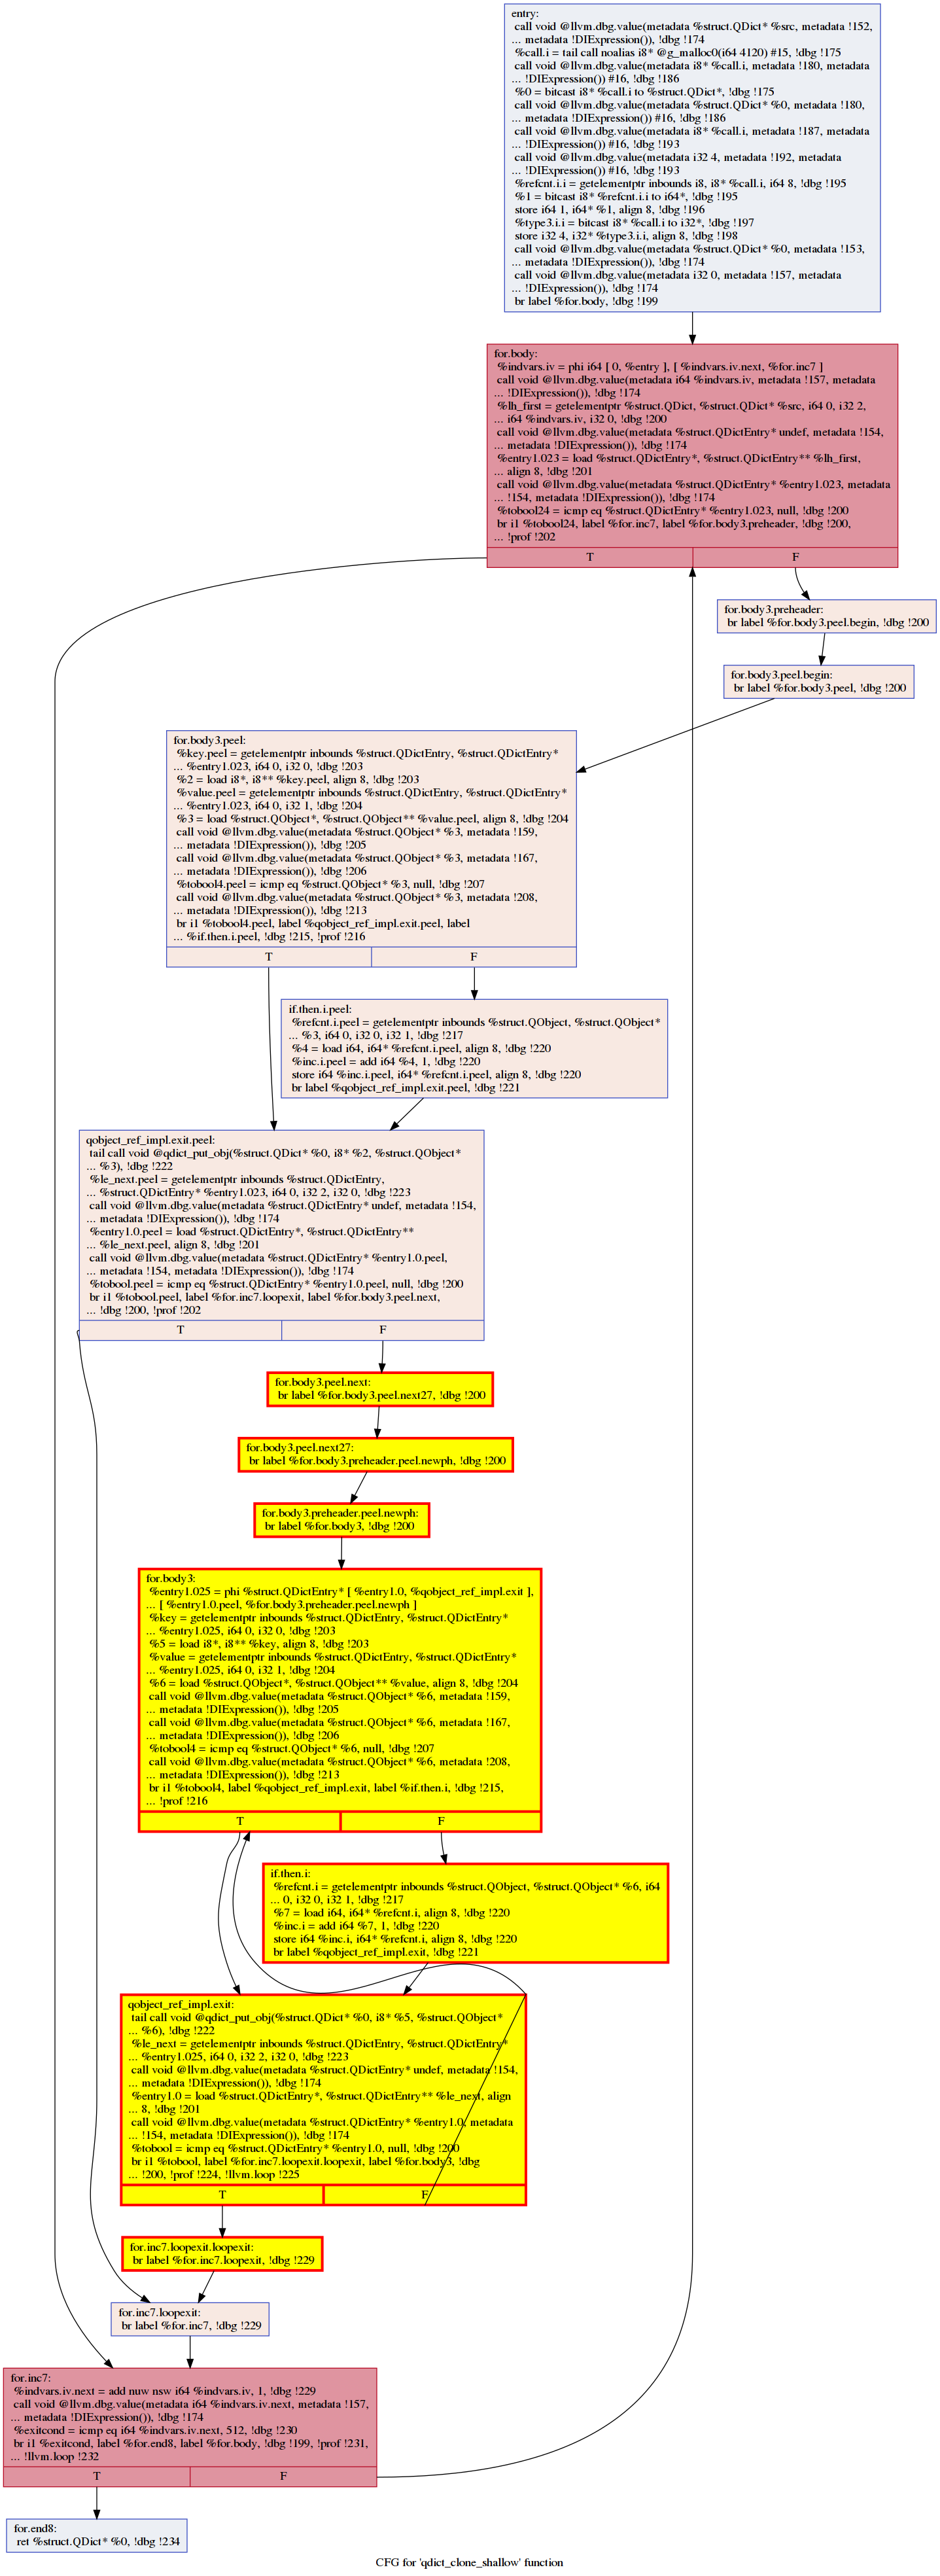 entry:
call void @llvm.dbg.value(metadata %struct.QDict* %src, metadata !152,
... metadata !DIExpression()), !dbg !174
%call.i = tail call noalias i8* @g_malloc0(i64 4120) #15, !dbg !175
call void @llvm.dbg.value(metadata i8* %call.i, metadata !180, metadata
... !DIExpression()) #16, !dbg !186
%0 = bitcast i8* %call.i to %struct.QDict*, !dbg !175
call void @llvm.dbg.value(metadata %struct.QDict* %0, metadata !180,
... metadata !DIExpression()) #16, !dbg !186
call void @llvm.dbg.value(metadata i8* %call.i, metadata !187, metadata
... !DIExpression()) #16, !dbg !193
call void @llvm.dbg.value(metadata i32 4, metadata !192, metadata
... !DIExpression()) #16, !dbg !193
%refcnt.i.i = getelementptr inbounds i8, i8* %call.i, i64 8, !dbg !195
%1 = bitcast i8* %refcnt.i.i to i64*, !dbg !195
store i64 1, i64* %1, align 8, !dbg !196
%type3.i.i = bitcast i8* %call.i to i32*, !dbg !197
store i32 4, i32* %type3.i.i, align 8, !dbg !198
call void @llvm.dbg.value(metadata %struct.QDict* %0, metadata !153,
... metadata !DIExpression()), !dbg !174
call void @llvm.dbg.value(metadata i32 0, metadata !157, metadata
... !DIExpression()), !dbg !174
br label %for.body, !dbg !199
for.body:
%indvars.iv = phi i64 [ 0, %entry ], [ %indvars.iv.next, %for.inc7 ]
call void @llvm.dbg.value(metadata i64 %indvars.iv, metadata !157, metadata
... !DIExpression()), !dbg !174
%lh_first = getelementptr %struct.QDict, %struct.QDict* %src, i64 0, i32 2,
... i64 %indvars.iv, i32 0, !dbg !200
call void @llvm.dbg.value(metadata %struct.QDictEntry* undef, metadata !154,
... metadata !DIExpression()), !dbg !174
%entry1.023 = load %struct.QDictEntry*, %struct.QDictEntry** %lh_first,
... align 8, !dbg !201
call void @llvm.dbg.value(metadata %struct.QDictEntry* %entry1.023, metadata
... !154, metadata !DIExpression()), !dbg !174
%tobool24 = icmp eq %struct.QDictEntry* %entry1.023, null, !dbg !200
br i1 %tobool24, label %for.inc7, label %for.body3.preheader, !dbg !200,
... !prof !202
T F
for.body3.preheader:
br label %for.body3.peel.begin, !dbg !200
for.body3.peel.begin:
br label %for.body3.peel, !dbg !200
for.body3.peel:
%key.peel = getelementptr inbounds %struct.QDictEntry, %struct.QDictEntry*
... %entry1.023, i64 0, i32 0, !dbg !203
%2 = load i8*, i8** %key.peel, align 8, !dbg !203
%value.peel = getelementptr inbounds %struct.QDictEntry, %struct.QDictEntry*
... %entry1.023, i64 0, i32 1, !dbg !204
%3 = load %struct.QObject*, %struct.QObject** %value.peel, align 8, !dbg !204
call void @llvm.dbg.value(metadata %struct.QObject* %3, metadata !159,
... metadata !DIExpression()), !dbg !205
call void @llvm.dbg.value(metadata %struct.QObject* %3, metadata !167,
... metadata !DIExpression()), !dbg !206
%tobool4.peel = icmp eq %struct.QObject* %3, null, !dbg !207
call void @llvm.dbg.value(metadata %struct.QObject* %3, metadata !208,
... metadata !DIExpression()), !dbg !213
br i1 %tobool4.peel, label %qobject_ref_impl.exit.peel, label
... %if.then.i.peel, !dbg !215, !prof !216
T F
if.then.i.peel:
%refcnt.i.peel = getelementptr inbounds %struct.QObject, %struct.QObject*
... %3, i64 0, i32 0, i32 1, !dbg !217
%4 = load i64, i64* %refcnt.i.peel, align 8, !dbg !220
%inc.i.peel = add i64 %4, 1, !dbg !220
store i64 %inc.i.peel, i64* %refcnt.i.peel, align 8, !dbg !220
br label %qobject_ref_impl.exit.peel, !dbg !221
qobject_ref_impl.exit.peel:
tail call void @qdict_put_obj(%struct.QDict* %0, i8* %2, %struct.QObject*
... %3), !dbg !222
%le_next.peel = getelementptr inbounds %struct.QDictEntry,
... %struct.QDictEntry* %entry1.023, i64 0, i32 2, i32 0, !dbg !223
call void @llvm.dbg.value(metadata %struct.QDictEntry* undef, metadata !154,
... metadata !DIExpression()), !dbg !174
%entry1.0.peel = load %struct.QDictEntry*, %struct.QDictEntry**
... %le_next.peel, align 8, !dbg !201
call void @llvm.dbg.value(metadata %struct.QDictEntry* %entry1.0.peel,
... metadata !154, metadata !DIExpression()), !dbg !174
%tobool.peel = icmp eq %struct.QDictEntry* %entry1.0.peel, null, !dbg !200
br i1 %tobool.peel, label %for.inc7.loopexit, label %for.body3.peel.next,
... !dbg !200, !prof !202
T F
for.body3.peel.next:
br label %for.body3.peel.next27, !dbg !200
for.body3.peel.next27:
br label %for.body3.preheader.peel.newph, !dbg !200
for.body3.preheader.peel.newph:
br label %for.body3, !dbg !200
for.body3:
%entry1.025 = phi %struct.QDictEntry* [ %entry1.0, %qobject_ref_impl.exit ],
... [ %entry1.0.peel, %for.body3.preheader.peel.newph ]
%key = getelementptr inbounds %struct.QDictEntry, %struct.QDictEntry*
... %entry1.025, i64 0, i32 0, !dbg !203
%5 = load i8*, i8** %key, align 8, !dbg !203
%value = getelementptr inbounds %struct.QDictEntry, %struct.QDictEntry*
... %entry1.025, i64 0, i32 1, !dbg !204
%6 = load %struct.QObject*, %struct.QObject** %value, align 8, !dbg !204
call void @llvm.dbg.value(metadata %struct.QObject* %6, metadata !159,
... metadata !DIExpression()), !dbg !205
call void @llvm.dbg.value(metadata %struct.QObject* %6, metadata !167,
... metadata !DIExpression()), !dbg !206
%tobool4 = icmp eq %struct.QObject* %6, null, !dbg !207
call void @llvm.dbg.value(metadata %struct.QObject* %6, metadata !208,
... metadata !DIExpression()), !dbg !213
br i1 %tobool4, label %qobject_ref_impl.exit, label %if.then.i, !dbg !215,
... !prof !216
T F
if.then.i:
%refcnt.i = getelementptr inbounds %struct.QObject, %struct.QObject* %6, i64
... 0, i32 0, i32 1, !dbg !217
%7 = load i64, i64* %refcnt.i, align 8, !dbg !220
%inc.i = add i64 %7, 1, !dbg !220
store i64 %inc.i, i64* %refcnt.i, align 8, !dbg !220
br label %qobject_ref_impl.exit, !dbg !221
qobject_ref_impl.exit:
tail call void @qdict_put_obj(%struct.QDict* %0, i8* %5, %struct.QObject*
... %6), !dbg !222
%le_next = getelementptr inbounds %struct.QDictEntry, %struct.QDictEntry*
... %entry1.025, i64 0, i32 2, i32 0, !dbg !223
call void @llvm.dbg.value(metadata %struct.QDictEntry* undef, metadata !154,
... metadata !DIExpression()), !dbg !174
%entry1.0 = load %struct.QDictEntry*, %struct.QDictEntry** %le_next, align
... 8, !dbg !201
call void @llvm.dbg.value(metadata %struct.QDictEntry* %entry1.0, metadata
... !154, metadata !DIExpression()), !dbg !174
%tobool = icmp eq %struct.QDictEntry* %entry1.0, null, !dbg !200
br i1 %tobool, label %for.inc7.loopexit.loopexit, label %for.body3, !dbg
... !200, !prof !224, !llvm.loop !225
T F
for.inc7.loopexit.loopexit:
br label %for.inc7.loopexit, !dbg !229
for.inc7.loopexit:
br label %for.inc7, !dbg !229
for.inc7:
%indvars.iv.next = add nuw nsw i64 %indvars.iv, 1, !dbg !229
call void @llvm.dbg.value(metadata i64 %indvars.iv.next, metadata !157,
... metadata !DIExpression()), !dbg !174
%exitcond = icmp eq i64 %indvars.iv.next, 512, !dbg !230
br i1 %exitcond, label %for.end8, label %for.body, !dbg !199, !prof !231,
... !llvm.loop !232
T F
for.end8:
ret %struct.QDict* %0, !dbg !234
CFG for 'qdict_clone_shallow' function